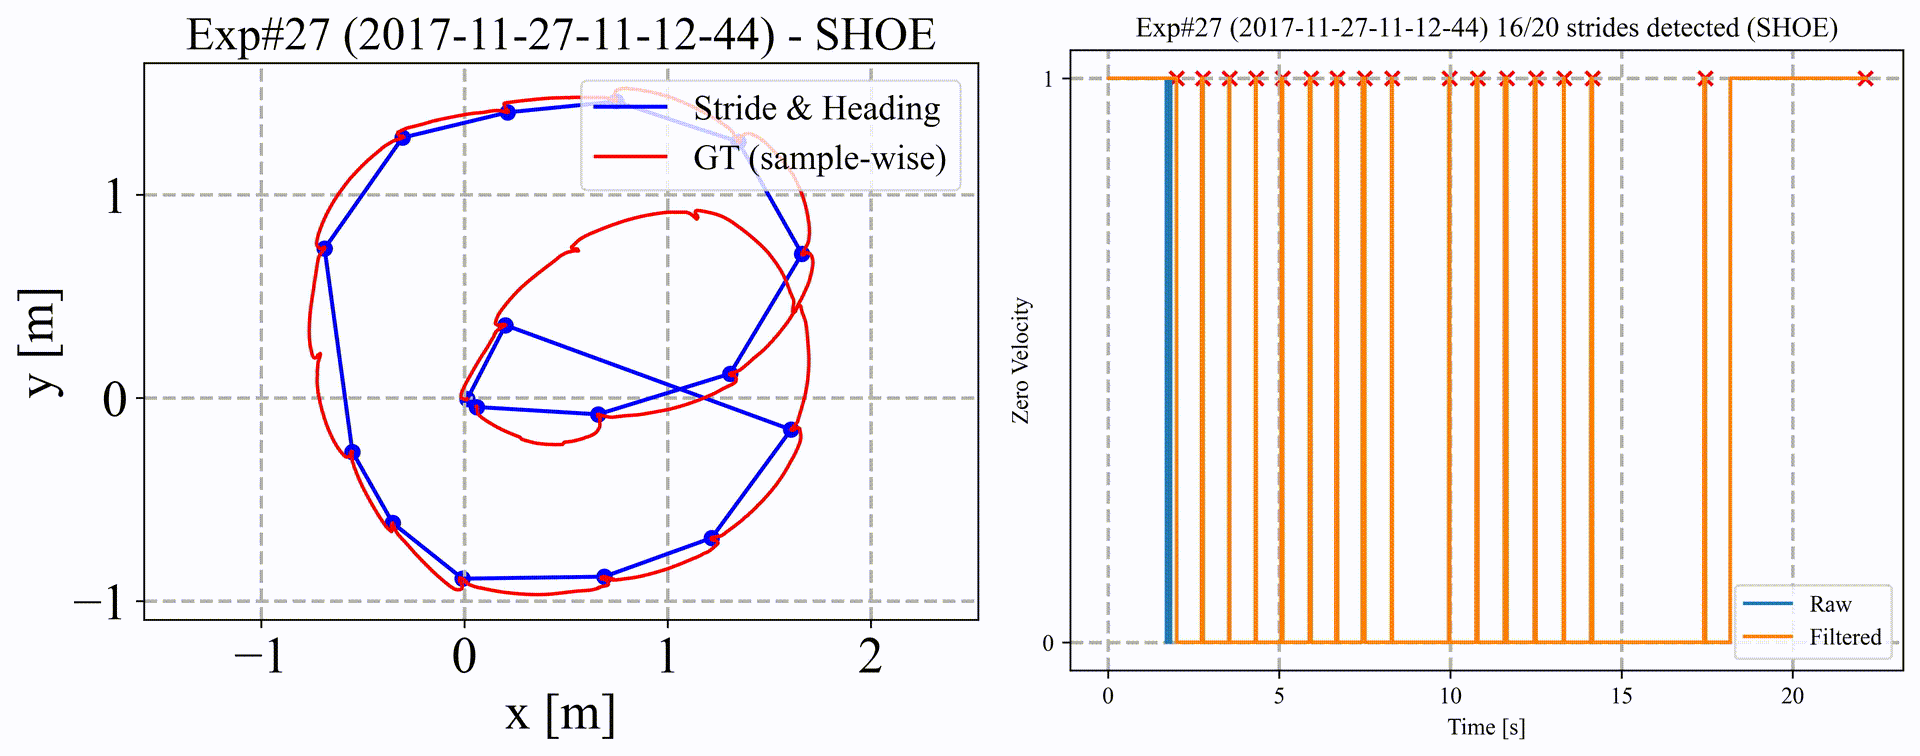 Exp#27 (2017-11-27-11-12-44) - SHOE
Stride & Heading
GT (sample-wise)
y [m]
1
0
−1
−1
0
1
2
x [m]
Exp#27 (2017-11-27-11-12-44) 16/20 strides detected (SHOE)
Zero Velocity
1
0
Raw
Filtered
0
5
10
15
20
Time [s]